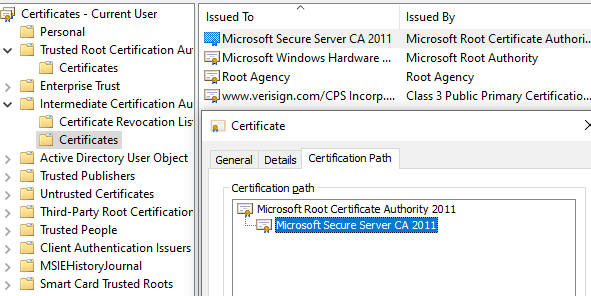 Certificates - Current User
Personal
Trusted Root Certification Aut
Certificates
Enterprise Trust
Intermediate Certification Au
Certificate Revocation Lis
Certificates
Active Directory User Object
Trusted Publishers
Untrusted Certificates
Third-Party Root Certification
Trusted People
Client Authentication Issuers
MSIEHistoryJournal
Smart Card Trusted Roots
Issued To Issued By
Microsoft Secure Server CA 2011 Microsoft Root Certificate Authori...
Microsoft Windows Hardware ... Microsoft Root Authority
Root Agency Root Agency
www.verisign.com/CPS Incorp.... Class 3 Public Primary Certificatio...
Certificate
General Details Certification Path
Certification path
Microsoft Root Certificate Authority 2011
Microsoft Secure Server CA 2011